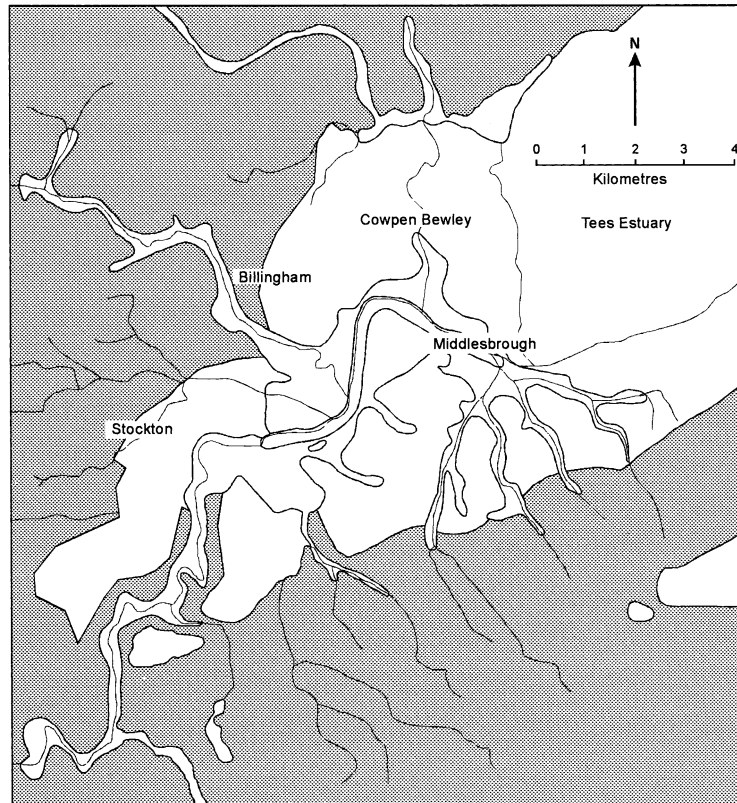 N
0 1 2 3 4
Kilometres
Tees Estuary
Cowpen Bewley
Billingham
Middlesbrough
Stockton